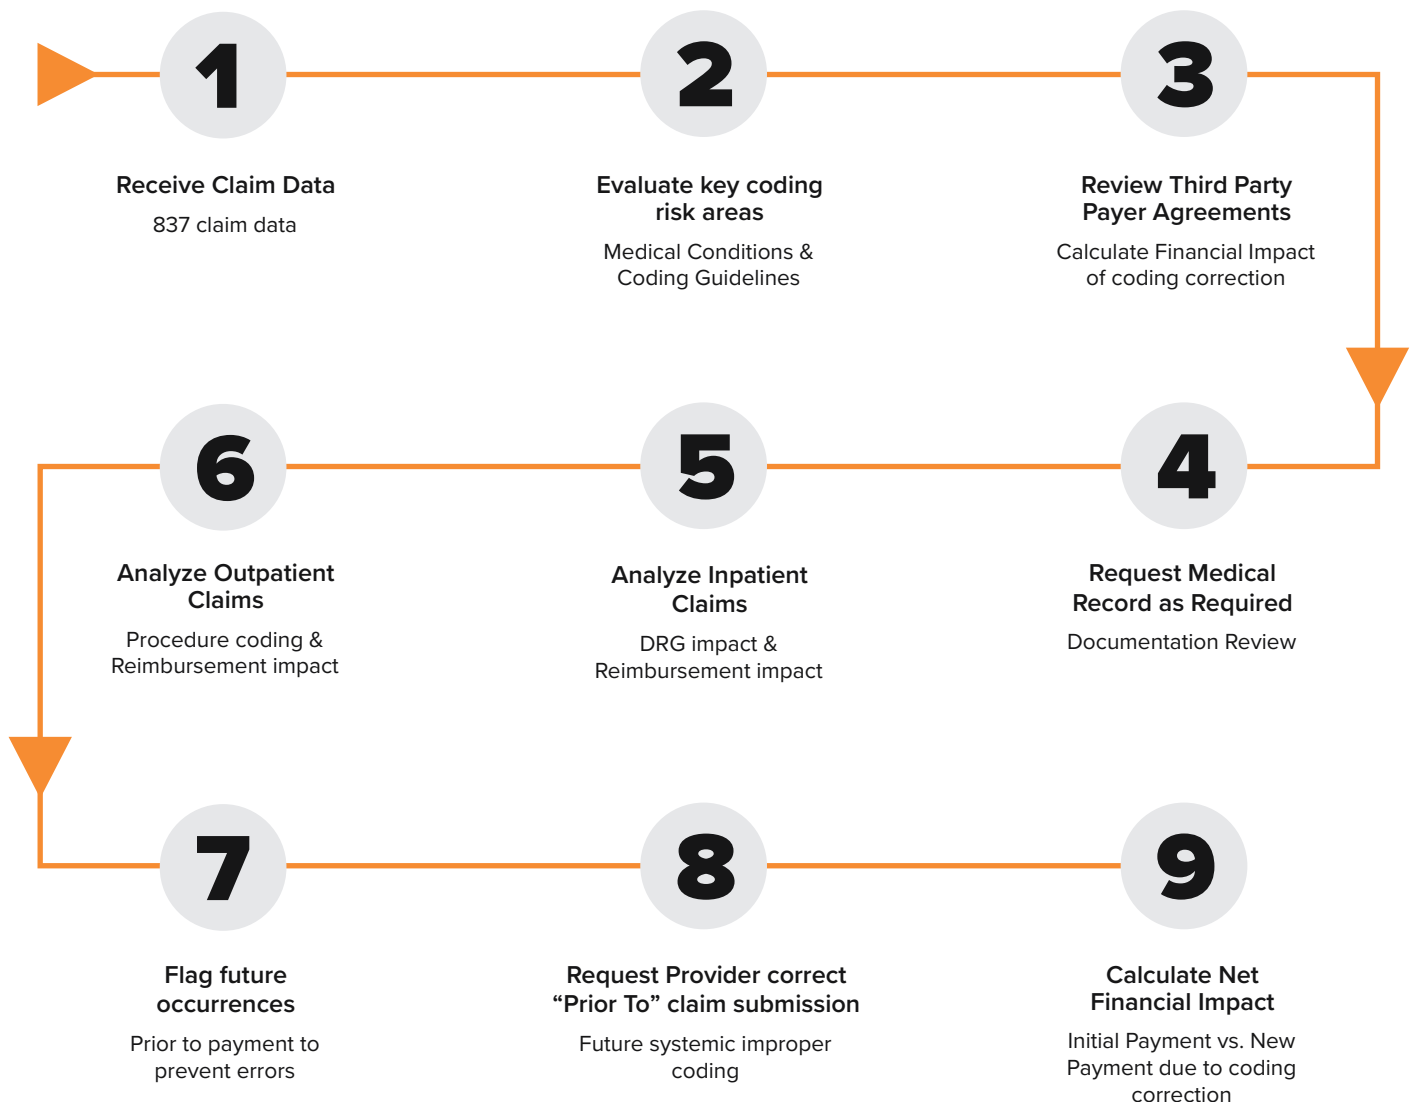 1
Receive Claim Data
837 claim data
2
Evaluate key coding
risk areas
Medical Conditions &
Coding Guidelines
3
Review Third Party
Payer Agreements
Calculate Financial Impact
of coding correction
4
Request Medical
Record as Required
Documentation Review
5
Analyze Inpatient
Claims
DRG impact &
Reimbursement impact
6
Analyze Outpatient
Claims
Procedure coding &
Reimbursement impact
7
Flag future
occurrences
Prior to payment to
prevent errors
8
Request Provider correct
“Prior To” claim submission
Future systemic improper
coding
9
Calculate Net
Financial Impact
Initial Payment vs. New
Payment due to coding
correction